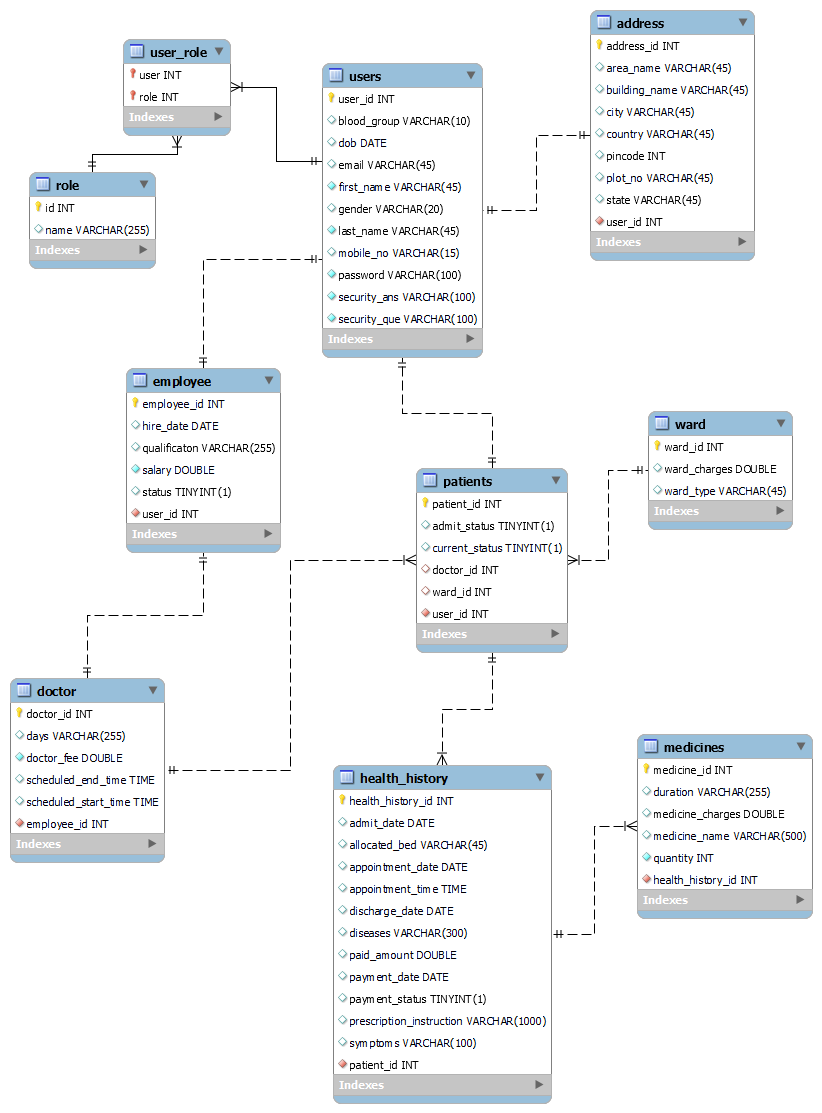 user_role
user INT
role INT
Indexes
role
id INT
name VARCHAR(255)
Indexes
users
user_id INT
blood_group VARCHAR(10)
dob DATE
email VARCHAR(45)
first_name VARCHAR(45)
gender VARCHAR(20)
last_name VARCHAR(45)
mobile_no VARCHAR(15)
password VARCHAR(100)
security_ans VARCHAR(100)
security_que VARCHAR(100)
Indexes
address
address_id INT
area_name VARCHAR(45)
building_name VARCHAR(45)
city VARCHAR(45)
country VARCHAR(45)
pincode INT
plot_no VARCHAR(45)
state VARCHAR(45)
user_id INT
Indexes
employee
employee_id INT
hire_date DATE
qualificaton VARCHAR(255)
salary DOUBLE
status TINYINT(1)
user_id INT
Indexes
patients
patient_id INT
admit_status TINYINT(1)
current_status TINYINT(1)
doctor_id INT
ward_id INT
user_id INT
Indexes
ward
ward_id INT
ward_charges DOUBLE
ward_type VARCHAR(45)
Indexes
doctor
doctor_id INT
days VARCHAR(255)
doctor_fee DOUBLE
scheduled_end_time TIME
scheduled_start_time TIME
employee_id INT
Indexes
health_history
health_history_id INT
admit_date DATE
allocated_bed VARCHAR(45)
appointment_date DATE
appointment_time TIME
discharge_date DATE
diseases VARCHAR(300)
paid_amount DOUBLE
payment_date DATE
payment_status TINYINT(1)
prescription_instruction VARCHAR(1000)
symptoms VARCHAR(100)
patient_id INT
Indexes
medicines
medicine_id INT
duration VARCHAR(255)
medicine_charges DOUBLE
medicine_name VARCHAR(500)
quantity INT
health_history_id INT
Indexes